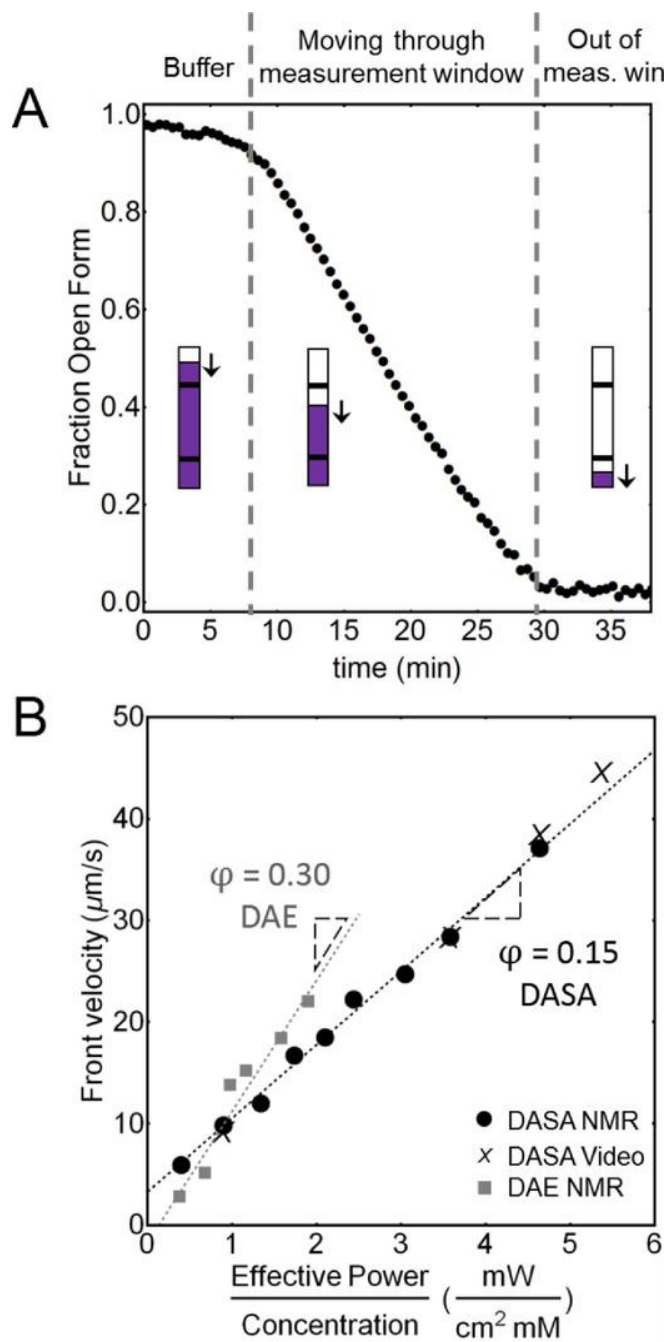 Buffer
Moving through
measurement window
Out of
meas. win
A
Fraction Open Form
1.0
0.8
0.6
0.4
0.2
0.0
0 5 10 15 20 25 30 35
time (min)
B
Front velocity (μm/s)
50
40
30
20
10
0
φ = 0.30
DAE
φ = 0.15
DASA
DASA NMR
x DASA Video
DAE NMR
0 1 2 3 4 5 6
Effective Power
Concentration
(mW
cm² mM)